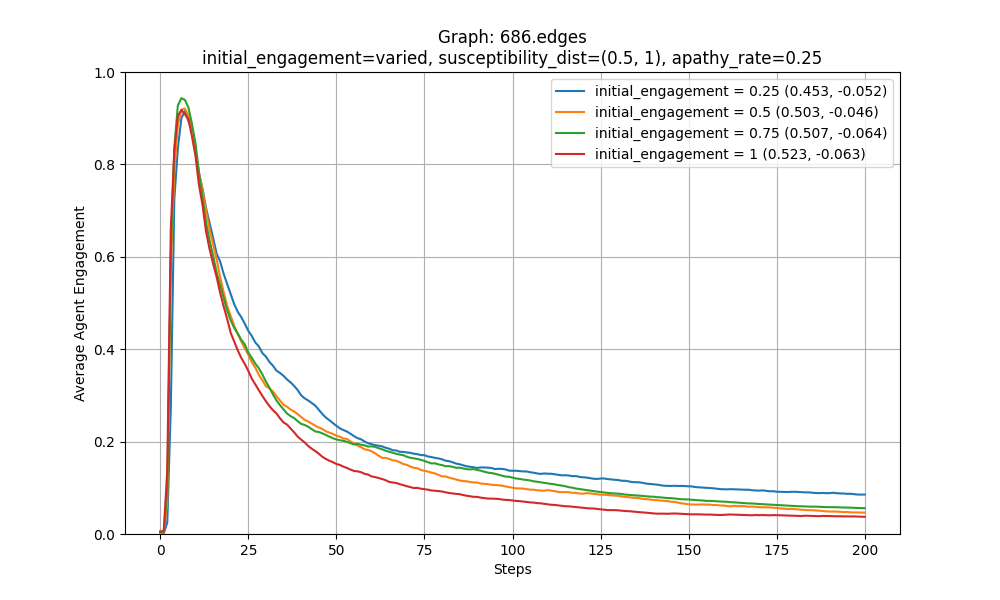 Graph: 686.edges
initial_engagement=varied, susceptibility_dist=(0.5, 1), apathy_rate=0.25
initial_engagement = 0.25 (0.453, -0.052)
initial_engagement = 0.5 (0.503, -0.046)
initial_engagement = 0.75 (0.507, -0.064)
initial_engagement = 1 (0.523, -0.063)
Average Agent Engagement
1.0
0.8
0.6
0.4
0.2
0.0
0 25 50 75 100 125 150 175 200
Steps